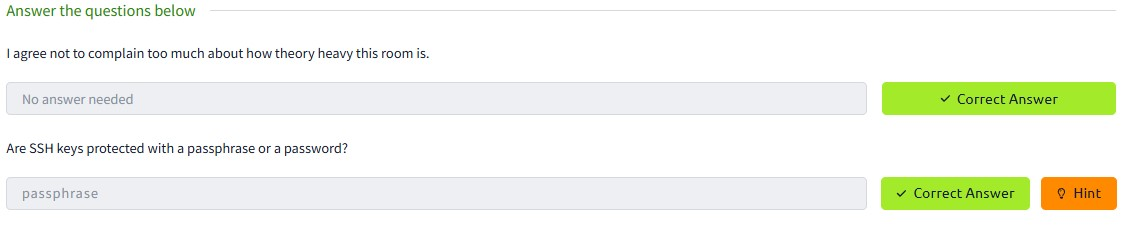 Answer the questions below
I agree not to complain too much about how theory heavy this room is.
No answer needed
Correct Answer
Are SSH keys protected with a passphrase or a password?
passphrase
Correct Answer
Hint